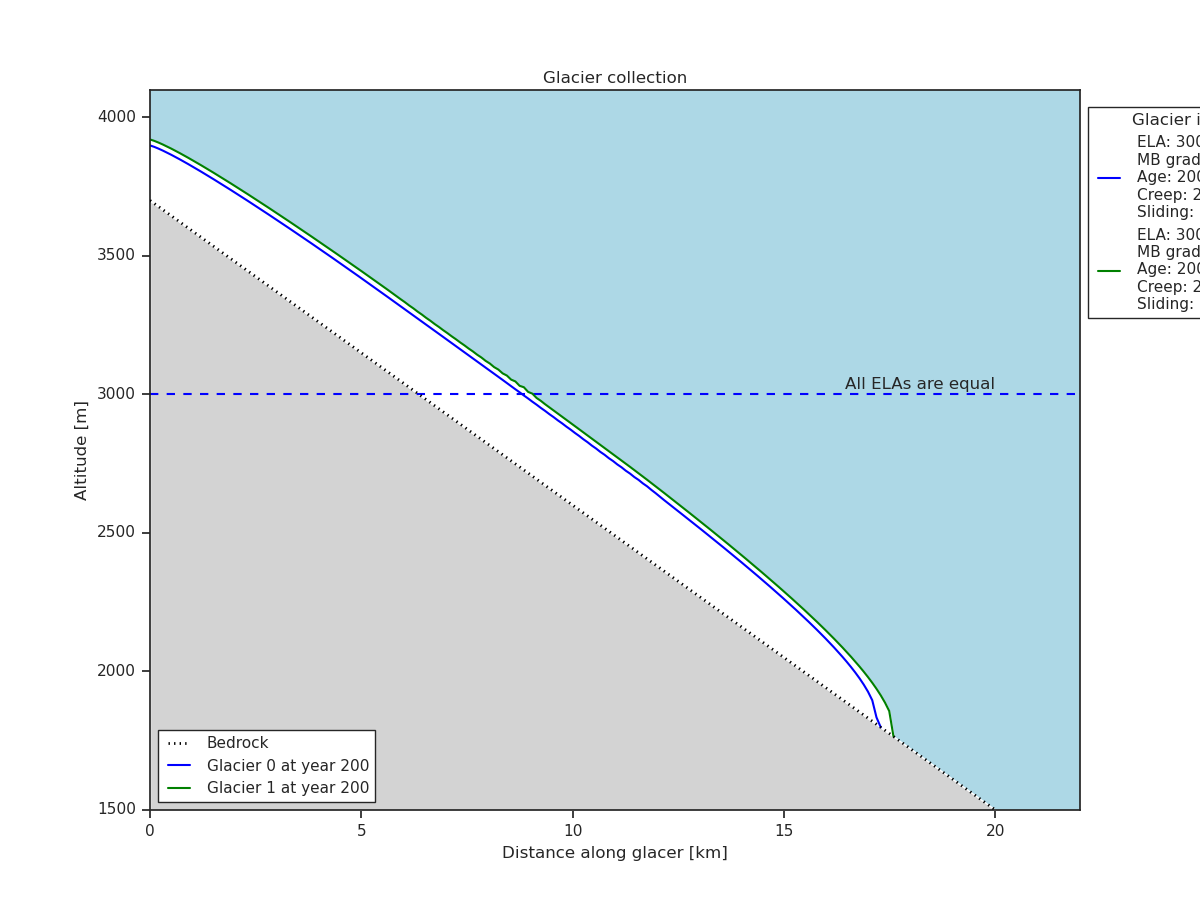 Glacier collection
4000
3500
3000
2500
2000
1500
Altitude [m]
0
5
10
15
20
Distance along glacer [km]
All ELAs are equal
Bedrock
Glacier 0 at year 200
Glacier 1 at year 200
Glacier i
ELA: 300
MB grad
Age: 200
Creep: 2
Sliding:
ELA: 300
MB grad
Age: 200
Creep: 2
Sliding: